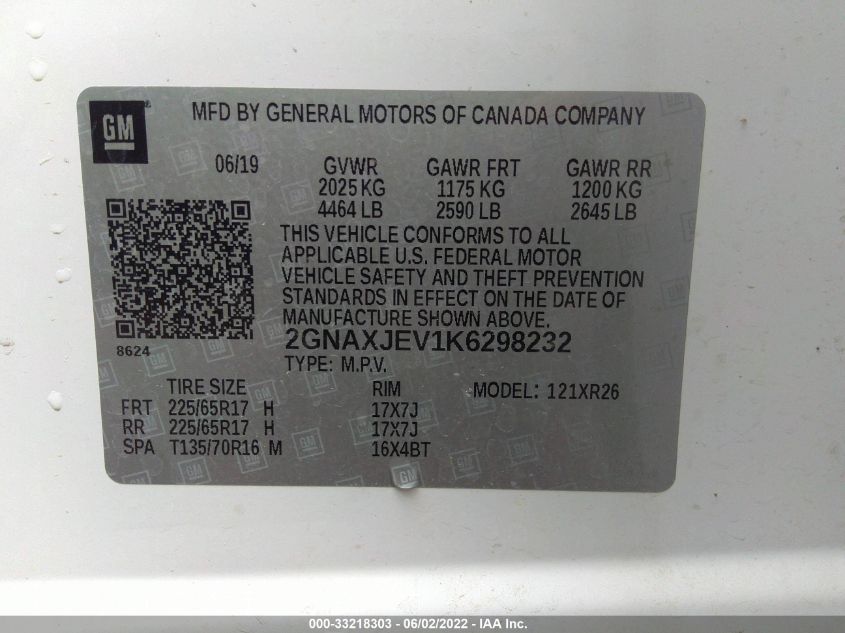 GM ®
MFD BY GENERAL MOTORS OF CANADA COMPANY
06/19 GVWR GAWR FRT GAWR RR
2025 KG 1175 KG 1200 KG
4464 LB 2590 LB 2645 LB
THIS VEHICLE CONFORMS TO ALL
APPLICABLE U.S. FEDERAL MOTOR
VEHICLE SAFETY AND THEFT PREVENTION
STANDARDS IN EFFECT ON THE DATE OF
MANUFACTURE SHOWN ABOVE.
8624
2GNAXJEV1K6298232
TYPE: M.P.V.
TIRE SIZE RIM MODEL: 121XR26
FRT 225/65R17 H 17X7J
RR 225/65R17 H 17X7J
SPA T135/70R16 M 16X4BT
000-33218303 - 06/02/2022 - IAA Inc.